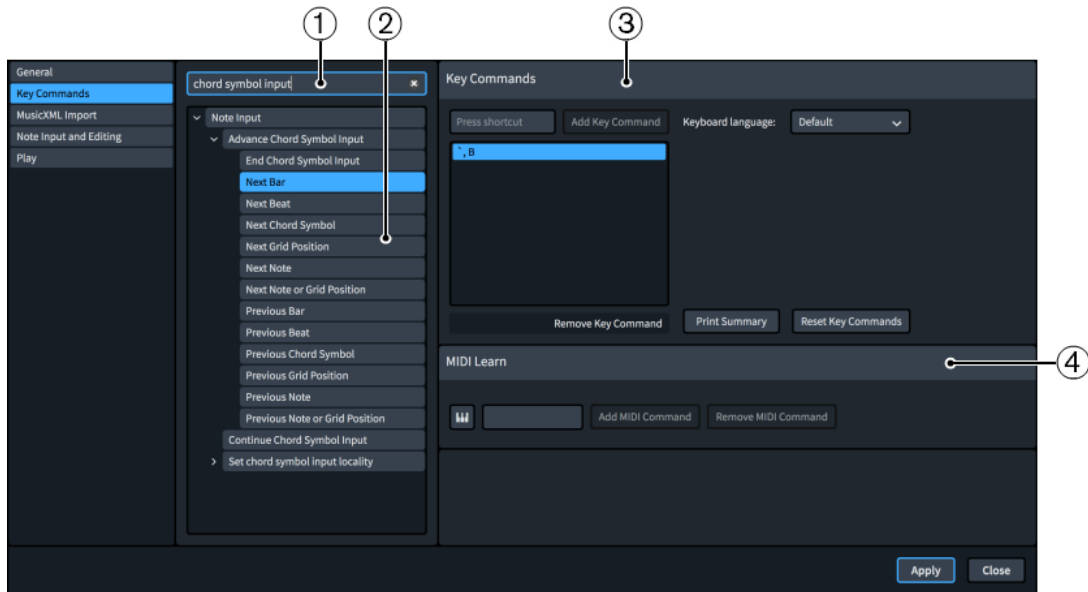 1 2 3
General
Key Commands
MusicXML Import
Note Input and Editing
Play
chord symbol input
Note Input
Advance Chord Symbol Input
End Chord Symbol Input
Next Bar
Next Beat
Next Chord Symbol
Next Grid Position
Next Note
Next Note or Grid Position
Previous Bar
Previous Beat
Previous Chord Symbol
Previous Grid Position
Previous Note
Previous Note or Grid Position
Continue Chord Symbol Input
Set chord symbol input locality
Key Commands
Press shortcut Add Key Command Keyboard language: Default
`, B
Remove Key Command Print Summary Reset Key Commands
MIDI Learn
4
Add MIDI Command Remove MIDI Command
Apply Close